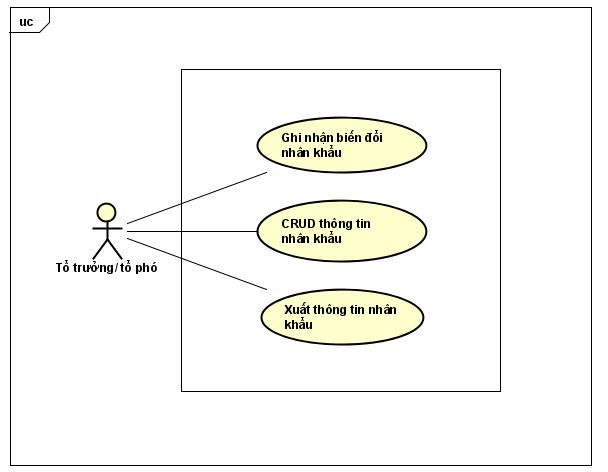 uc
Ghi nhận biến đổi
nhân khẩu
CRUD thông tin
nhân khẩu
Tổ trưởng/tổ phó
Xuất thông tin nhân
khẩu